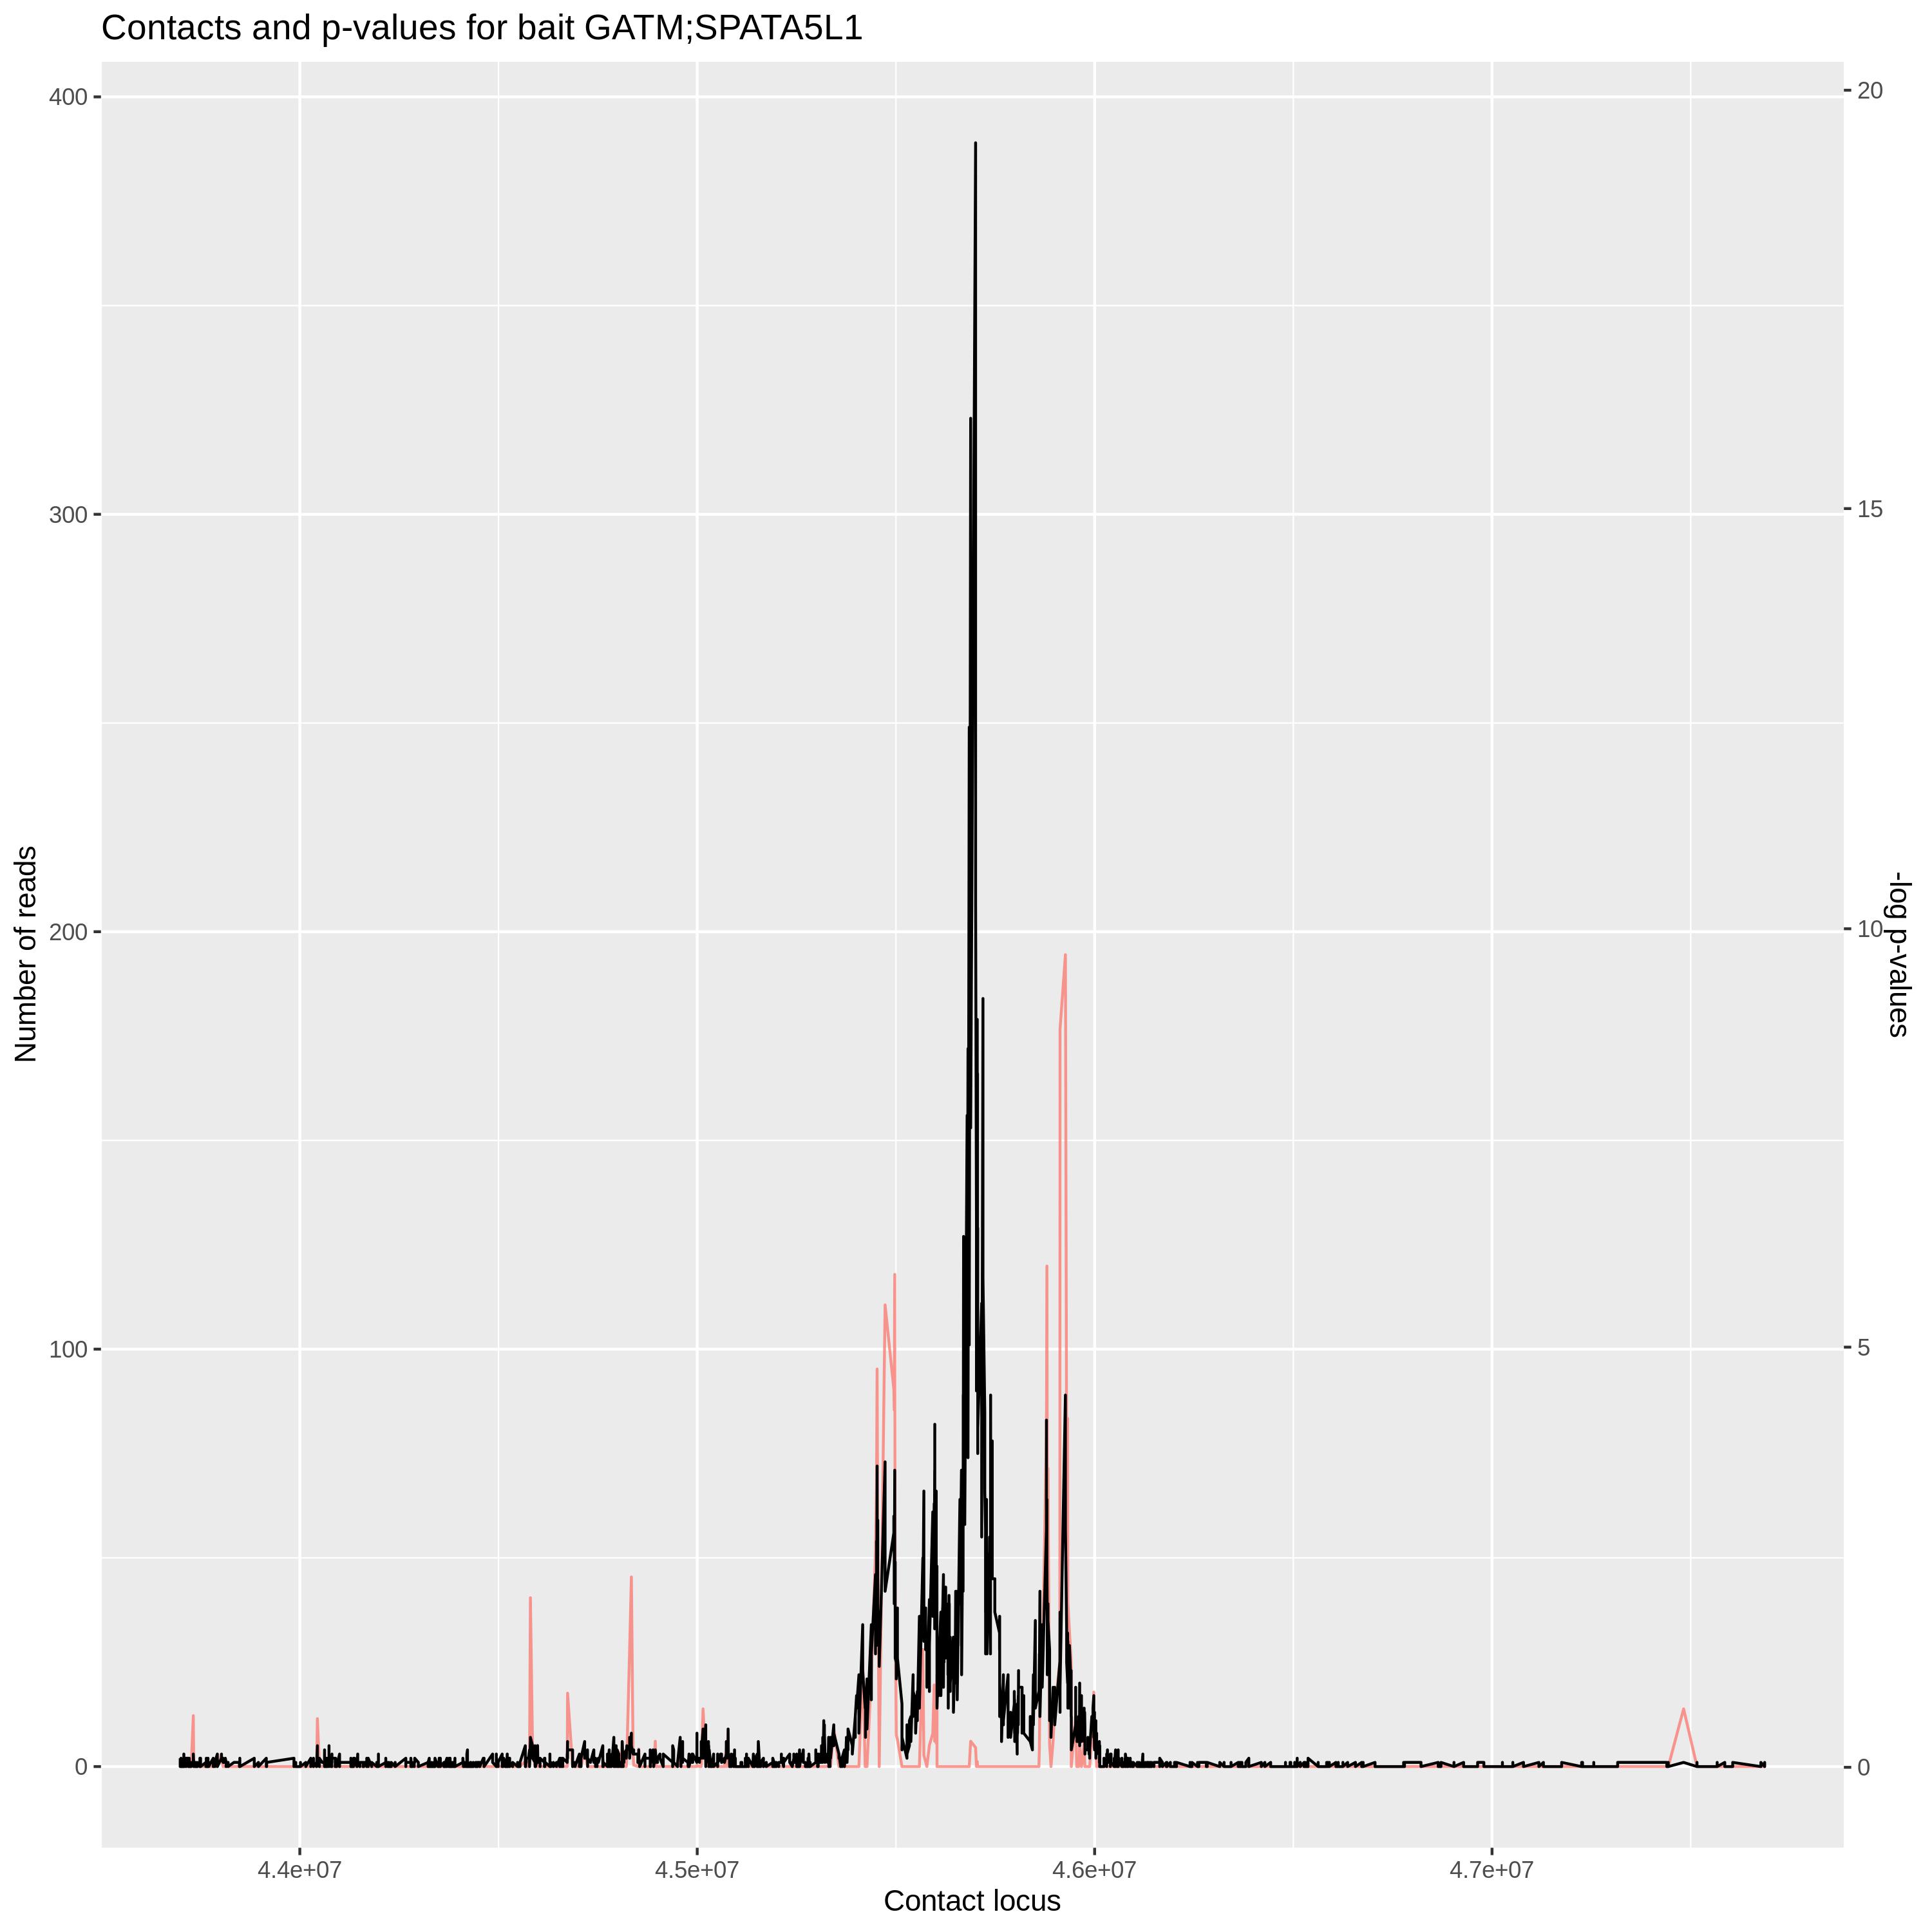 Contacts and p-values for bait GATM;SPATA5L1
400
300
200
100
0
20
15
10
5
0
Number of reads
-log p-values
4.4e+07
4.5e+07
4.6e+07
4.7e+07
Contact locus